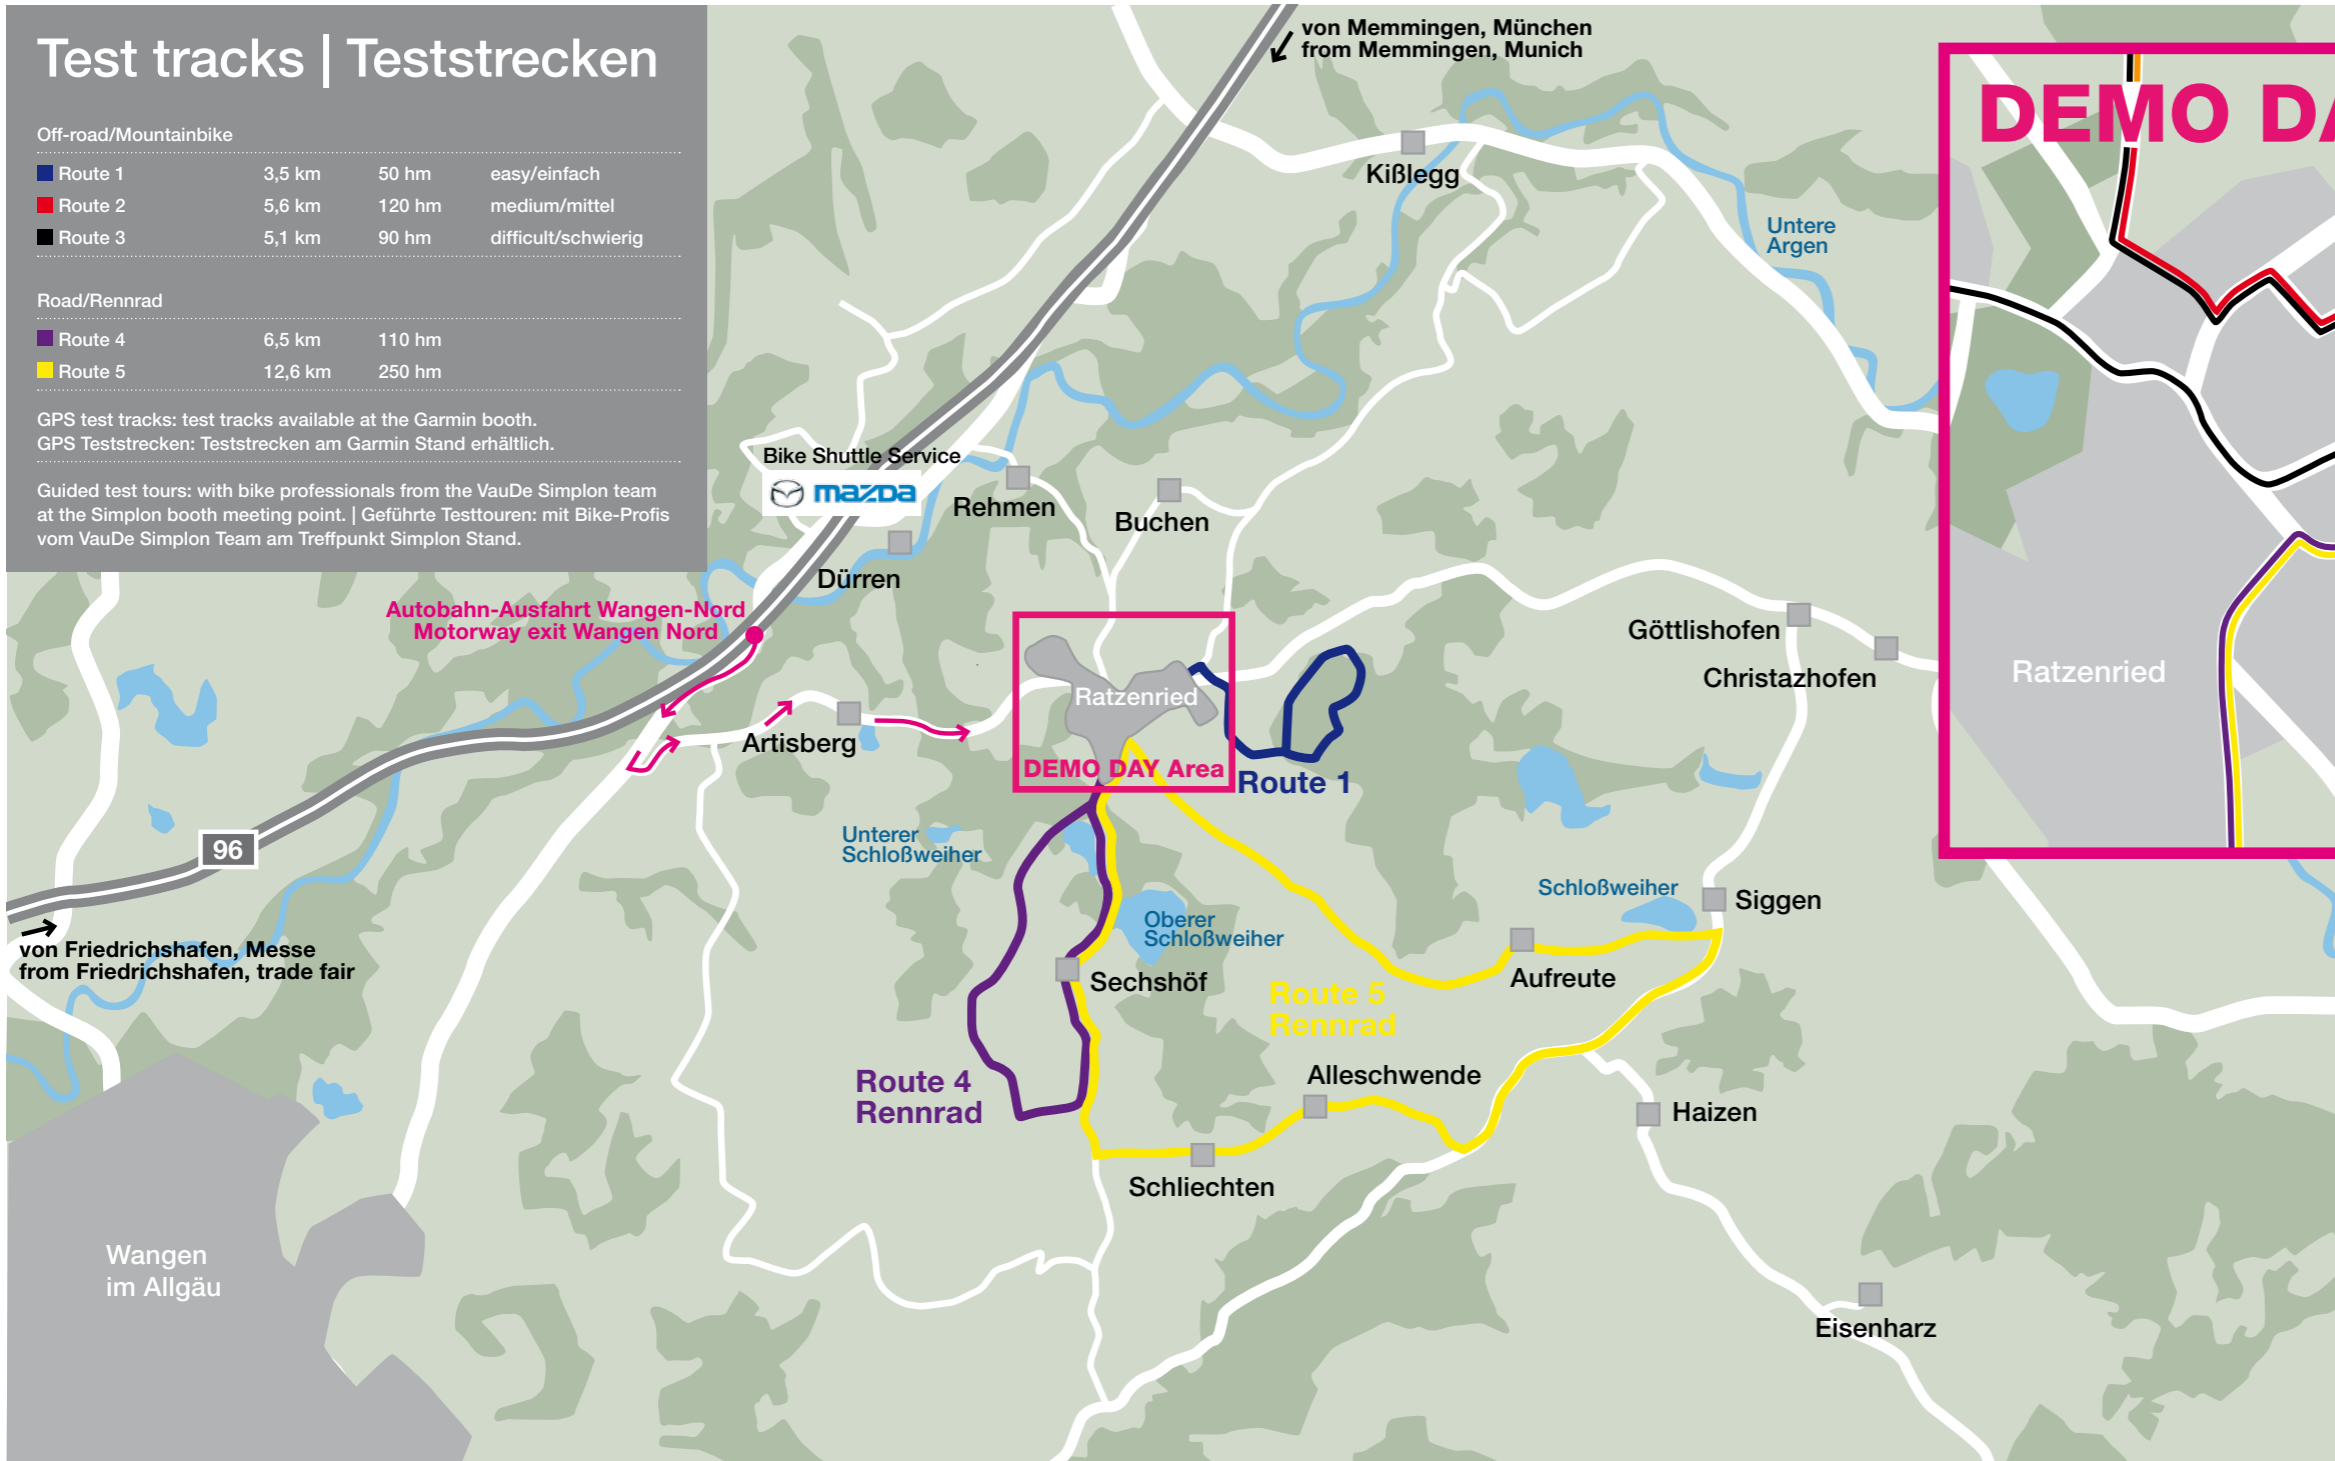 Test tracks | Teststrecken
Off-road/Mountainbike
Route 1 3,5 km 50 hm easy/einfach
Route 2 5,6 km 120 hm medium/mittel
Route 3 5,1 km 90 hm difficult/schwierig
Road/Rennrad
Route 4 6,5 km 110 hm
Route 5 12,6 km 250 hm
GPS test tracks: test tracks available at the Garmin booth.
GPS Teststrecken: Teststrecken am Garmin Stand erhältlich.
Guided test tours: with bike professionals from the VauDe Simplon team
at the Simplon booth meeting point. | Geführte Testtouren: mit Bike-Profis
vom VauDe Simplon Team am Treffpunkt Simplon Stand.
von Memmingen, München
from Memmingen, Munich
DEMO DA
Kißlegg
Untere
Argen
Bike Shuttle Service
mazda
Rehmen
Buchen
Dürren
Autobahn-Ausfahrt Wangen-Nord
Motorway exit Wangen Nord
Göttlishofen
Christazhofen
Ratzenried
Ratzenried
Artisberg
DEMO DAY Area
Route 1
Unterer
Schloßweiher
96
Schloßweiher
Siggen
Oberer
Schloßweiher
von Friedrichshafen, Messe
from Friedrichshafen, trade fair
Sechshöf
Aufreute
Route 5
Rennrad
Route 4
Rennrad
Alleschwende
Haizen
Schliechten
Wangen
im Allgäu
Eisenharz